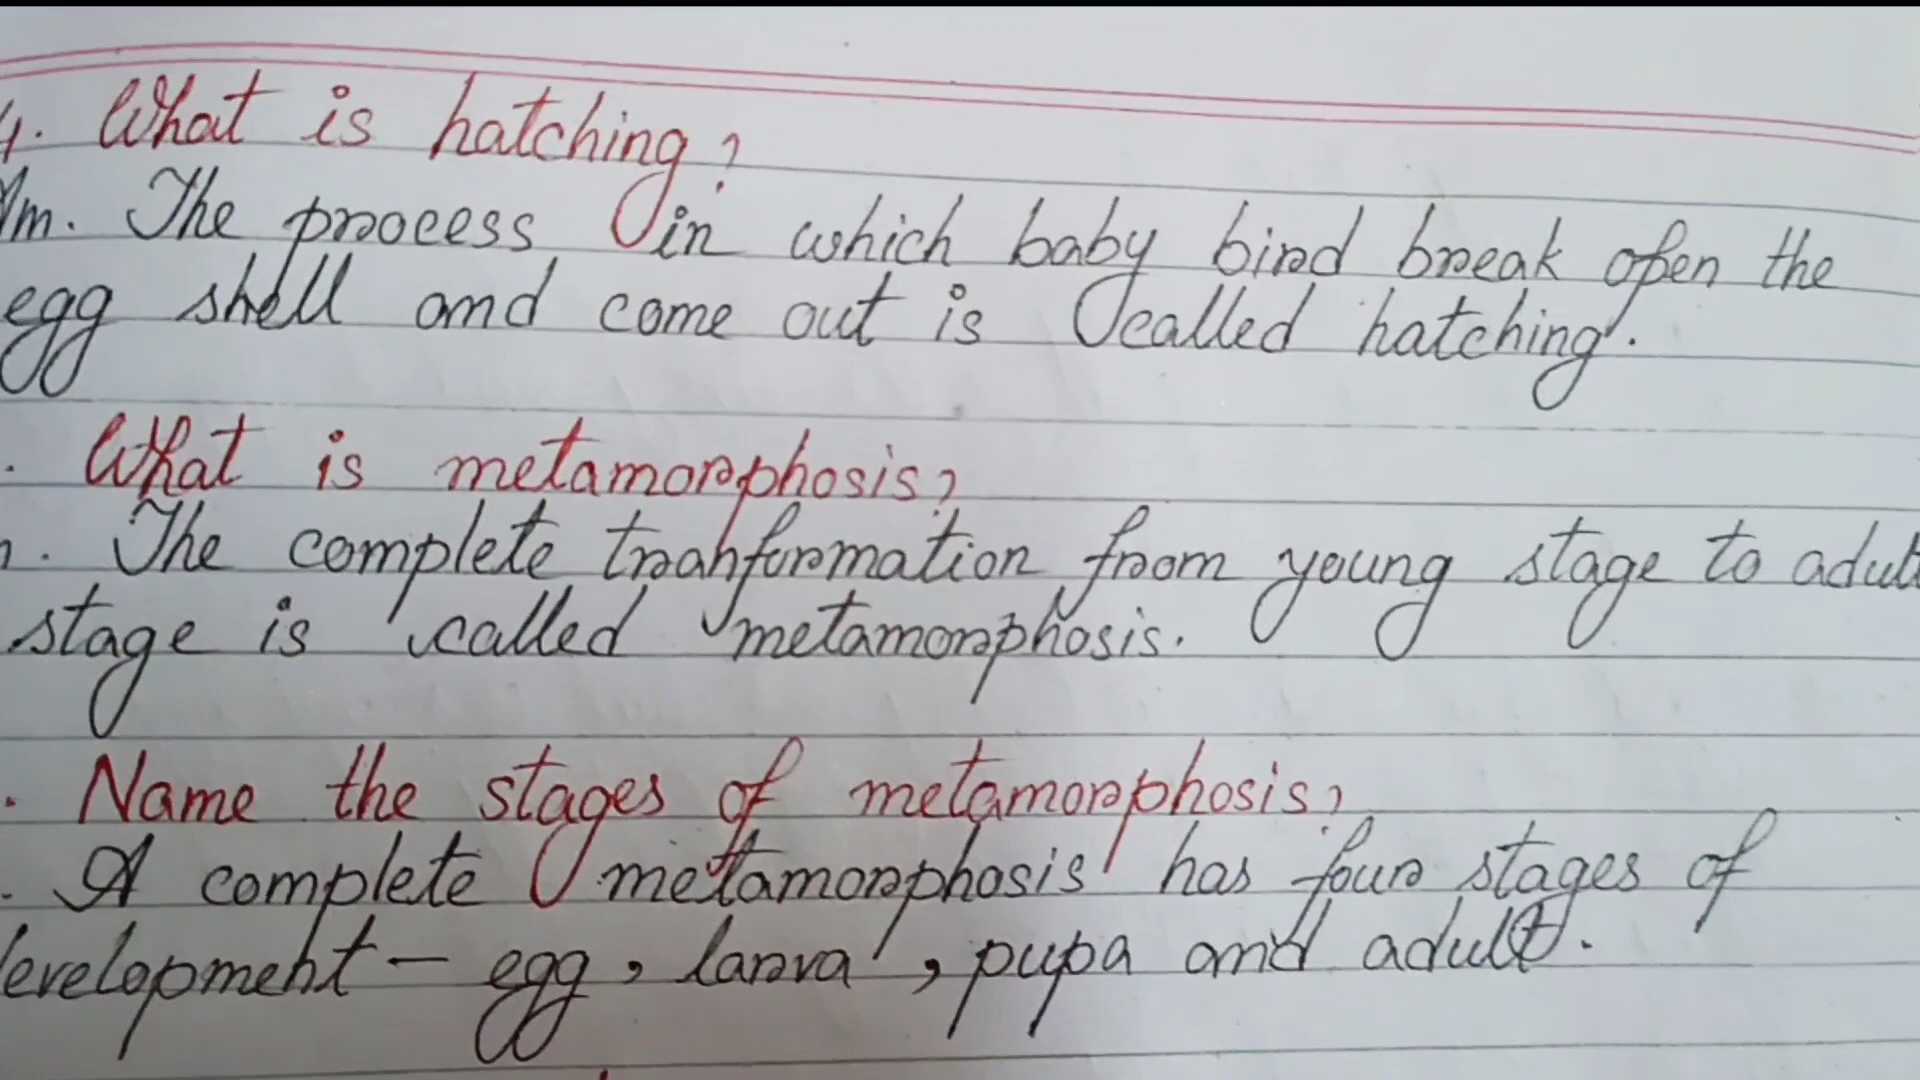 4. What is hatching?
Am. The process in which baby bird break open the
egg shell and come out is called hatching.
. What is metamorphosis?
. The complete tranformation from young stage to adult
stage is called metamorphosis.
. Name the stages of metamorphosis?
. A complete metamorphosis has four stages of
development - egg, larva, pupa and adult.